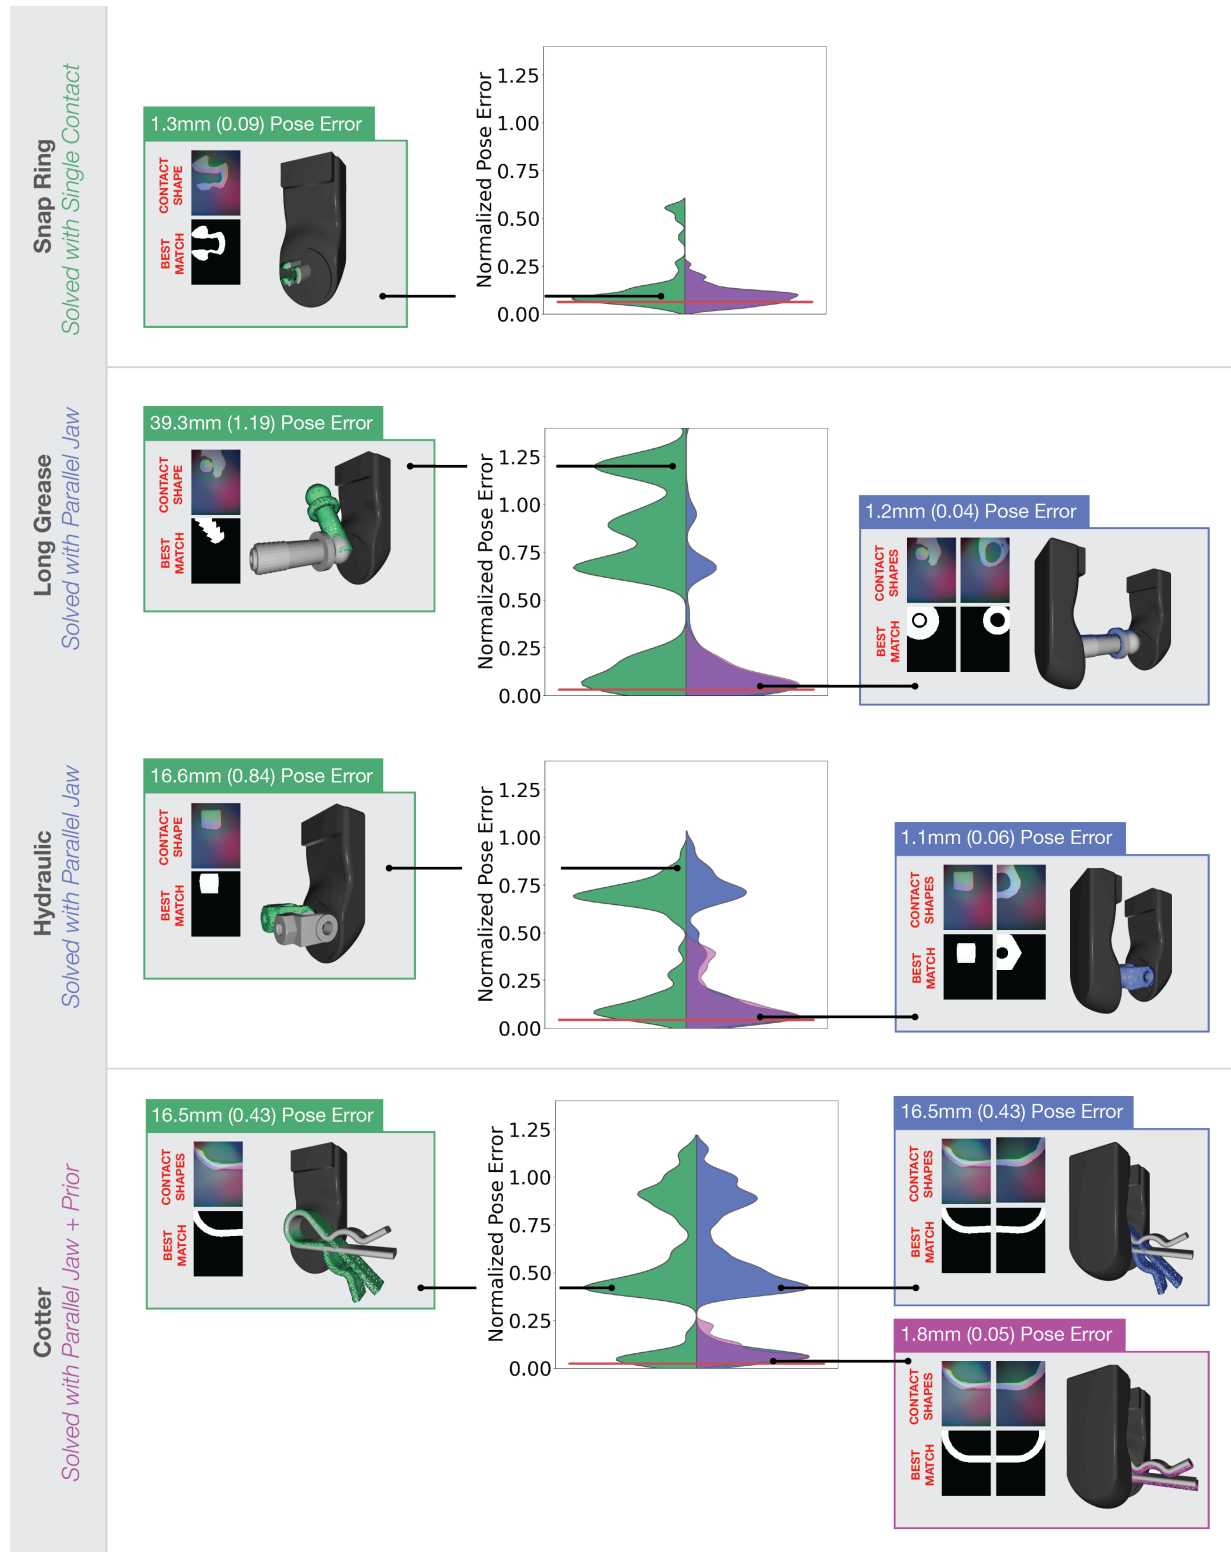 Snap Ring
Solved with Single Contact
1.3mm (0.09) Pose Error
CONTACT
SHAPE
BEST
MATCH
Normalized Pose Error
1.25
1.00
0.75
0.50
0.25
0.00
Long Grease
Solved with Parallel Jaw
39.3mm (1.19) Pose Error
CONTACT
SHAPE
BEST
MATCH
Normalized Pose Error
1.25
1.00
0.75
0.50
0.25
0.00
1.2mm (0.04) Pose Error
CONTACT
SHAPES
BEST
MATCH
Hydraulic
Solved with Parallel Jaw
16.6mm (0.84) Pose Error
CONTACT
SHAPE
BEST
MATCH
Normalized Pose Error
1.25
1.00
0.75
0.50
0.25
0.00
1.1mm (0.06) Pose Error
CONTACT
SHAPES
BEST
MATCH
Cotter
Solved with Parallel Jaw + Prior
16.5mm (0.43) Pose Error
CONTACT
SHAPES
BEST
MATCH
Normalized Pose Error
1.25
1.00
0.75
0.50
0.25
0.00
16.5mm (0.43) Pose Error
CONTACT
SHAPES
BEST
MATCH
1.8mm (0.05) Pose Error
CONTACT
SHAPES
BEST
MATCH